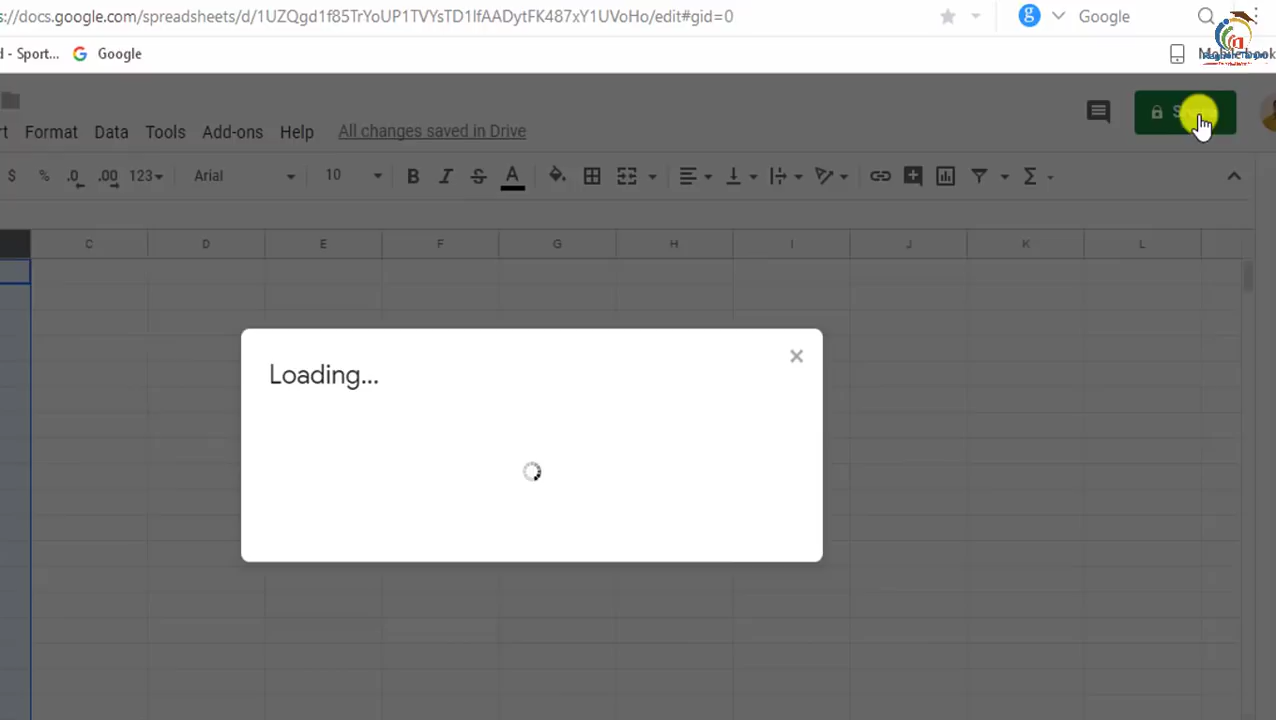 s://docs.google.com/spreadsheets/d/1UZQgd1f85TrYoUP1TVYsTD1lfAADytFK487xY1UVoHo/edit#gid=0
Google
d - Sport...
Google
Format
Data
Tools
Add-ons
Help
All changes saved in Drive
$
%
.0
.00
123
Arial
10
B
I
S
A
C
D
E
F
G
H
I
J
K
L
Loading...